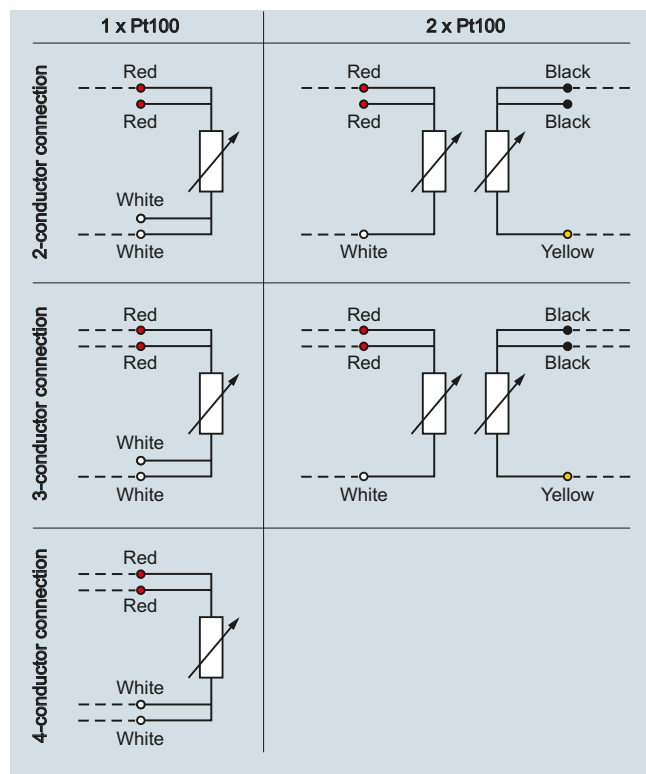 1 x Pt100
2 x Pt100
2-conductor connection
Red
Red
White
White
Red
Red
White
Black
Black
Yellow
3-conductor connection
Red
Red
White
White
Red
Red
White
Black
Black
Yellow
4-conductor connection
Red
Red
White
White